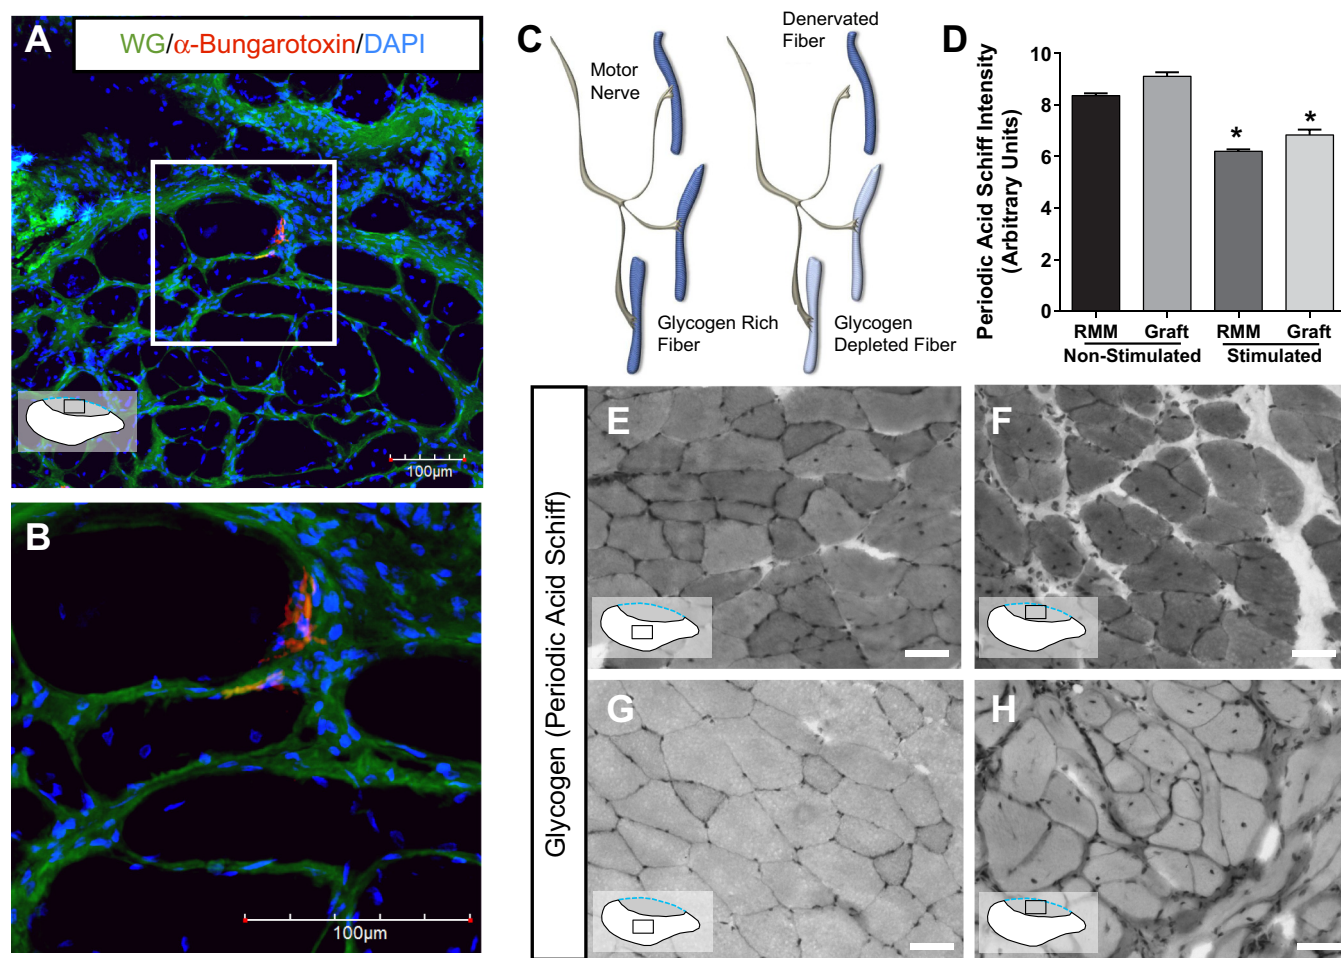 A
WG/α-Bungarotoxin/DAPI
100µm
B
100µm
C
Motor
Nerve
Denervated
Fiber
Glycogen Rich
Fiber
Glycogen
Depleted Fiber
D
Periodic Acid Schiff Intensity
(Arbitrary Units)
10
8
6
4
2
0
*
*
RMM
Graft
RMM
Graft
Non-Stimulated
Stimulated
Glycogen (Periodic Acid Schiff)
E
F
G
H